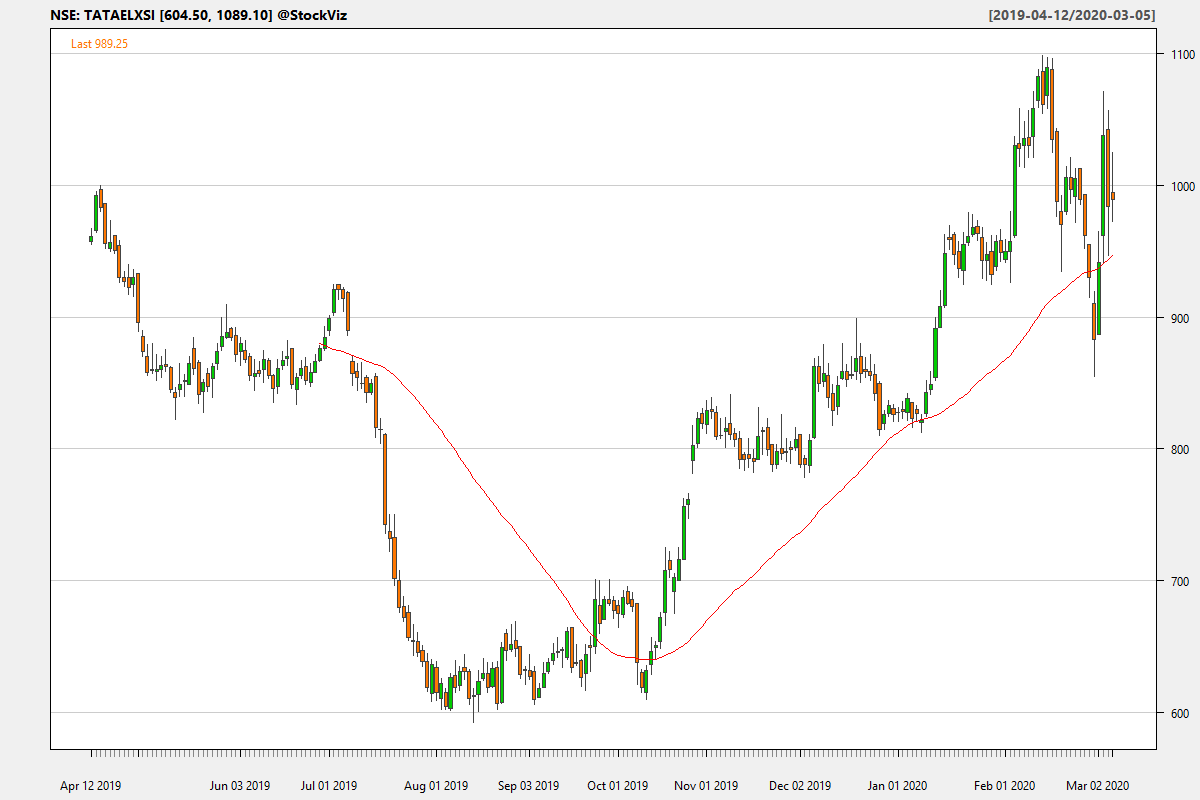 NSE: TATAELXSI [604.50, 1089.10] @StockViz [2019-04-12/2020-03-05]
Last 989.25
1100
1000
900
800
700
600
Apr 12 2019 Jun 03 2019 Jul 01 2019 Aug 01 2019 Sep 03 2019 Oct 01 2019 Nov 01 2019 Dec 02 2019 Jan 01 2020 Feb 01 2020 Mar 02 2020